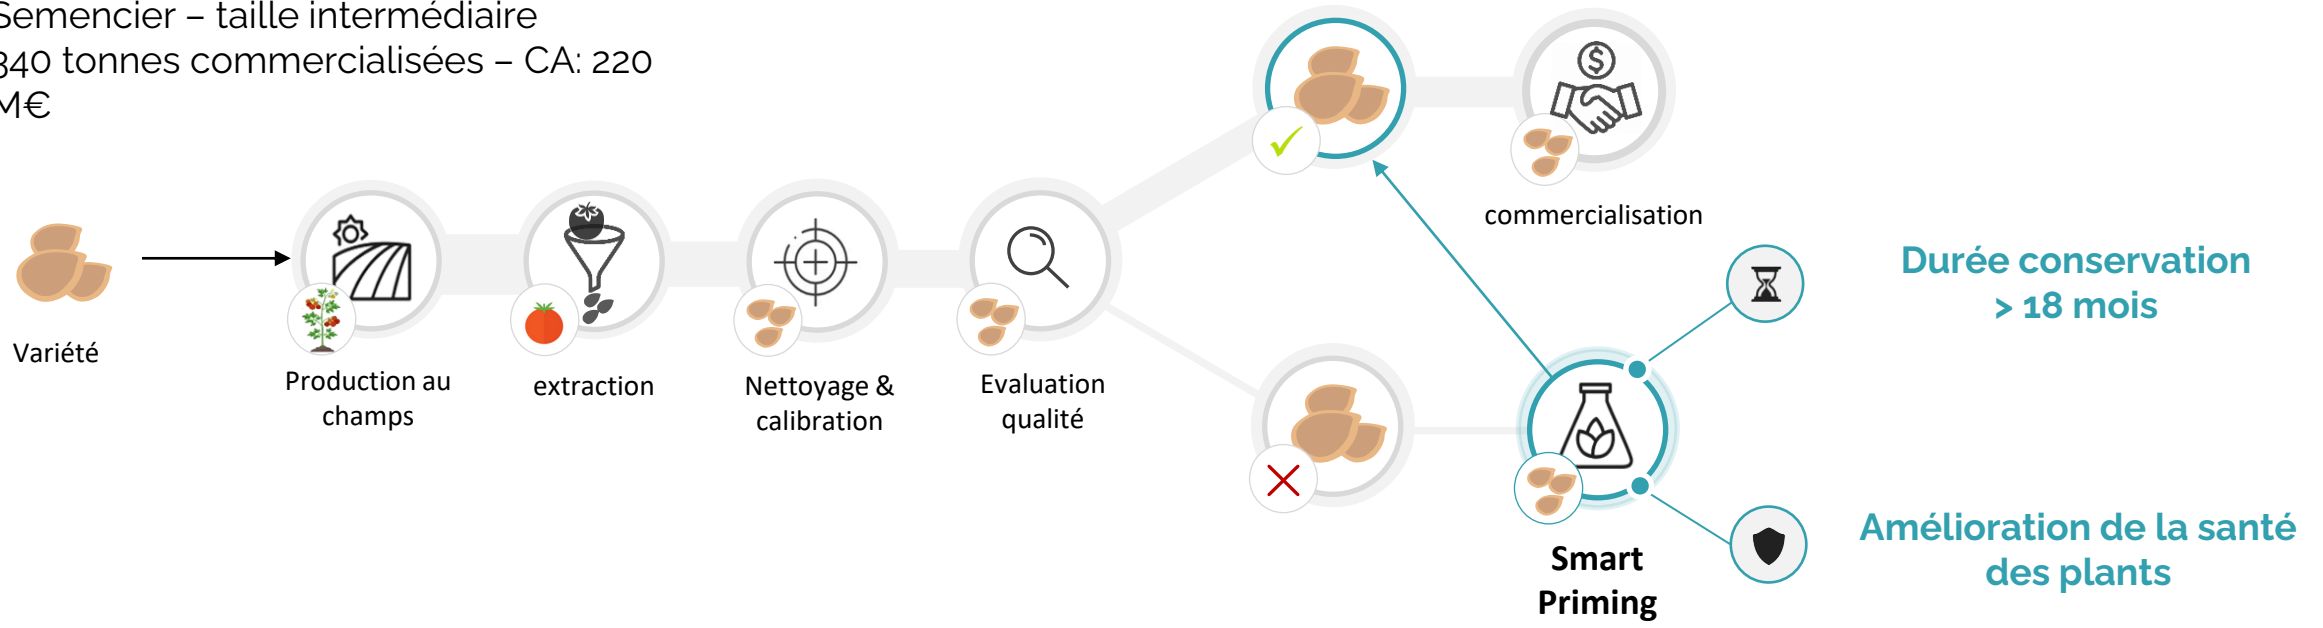 Semencier – taille intermédiaire
340 tonnes commercialisées – CA: 220
M€
commercialisation
Durée conservation
> 18 mois
Variété
Production au
champs
extraction
Nettoyage &
calibration
Evaluation
qualité
Amélioration de la santé
des plants
Smart
Priming